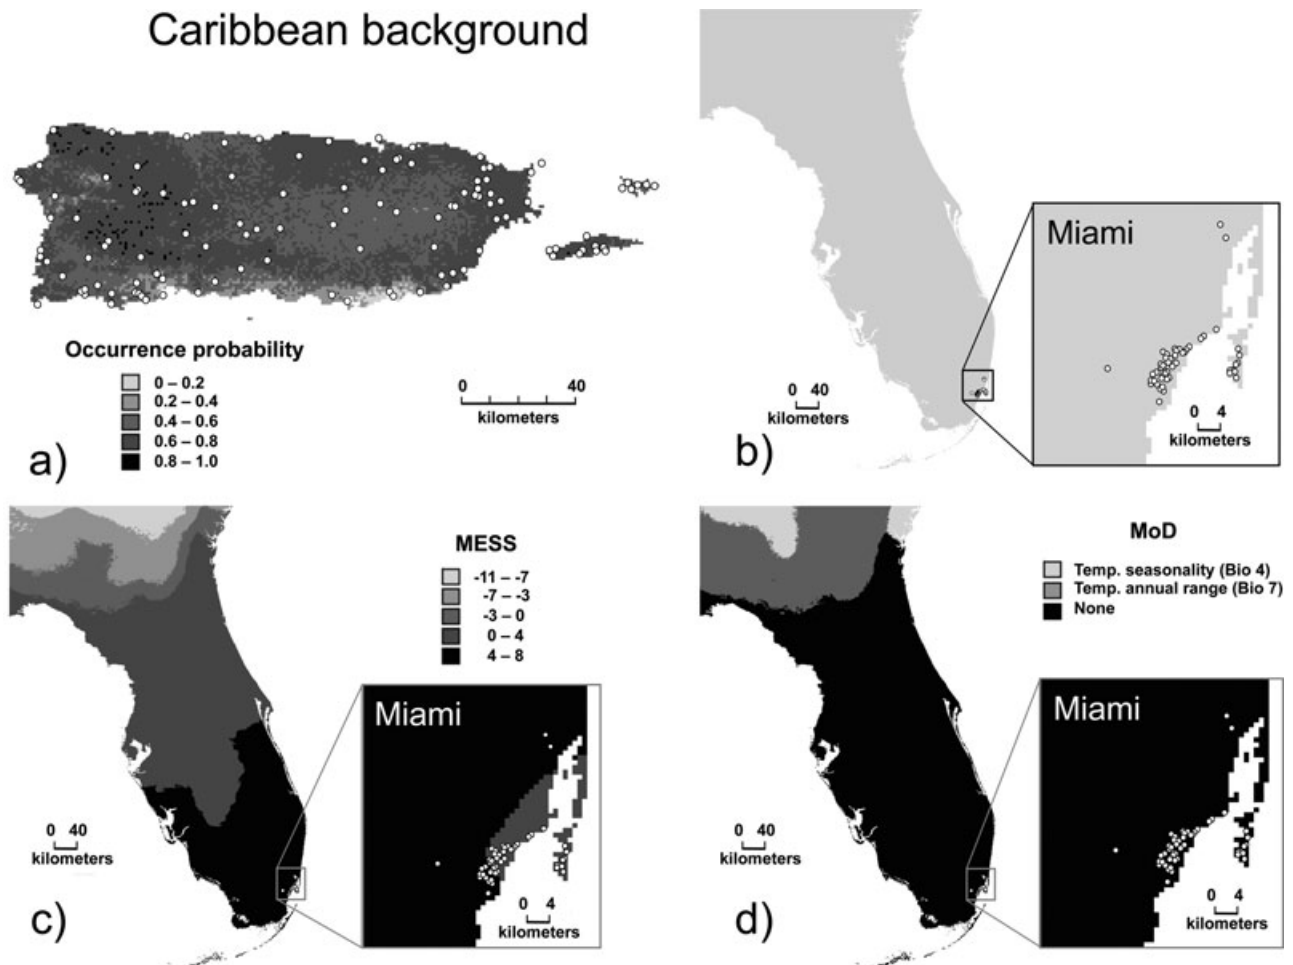 Caribbean background
Occurrence probability
0 – 0.2
0.2 – 0.4
0.4 – 0.6
0.6 – 0.8
0.8 – 1.0
0 40
kilometers
a)
Miami
0 40
kilometers
0 4
kilometers
b)
MESS
-11 – -7
-7 – -3
-3 – 0
0 – 4
4 – 8
Miami
0 40
kilometers
0 4
kilometers
c)
MoD
Temp. seasonality (Bio 4)
Temp. annual range (Bio 7)
None
Miami
0 40
kilometers
0 4
kilometers
d)